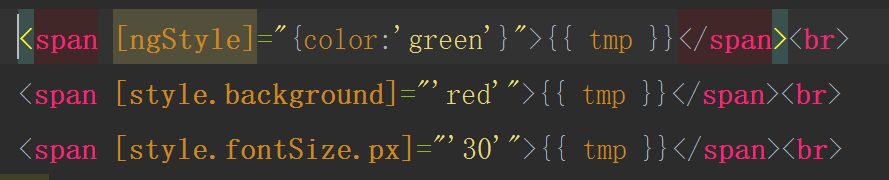 <span [ngStyle]="{color:'green'}">{{ tmp }}</span><br>
<span [style.background]="'red'">{{ tmp }}</span><br>
<span [style.fontSize.px]="'30'">{{ tmp }}</span><br>